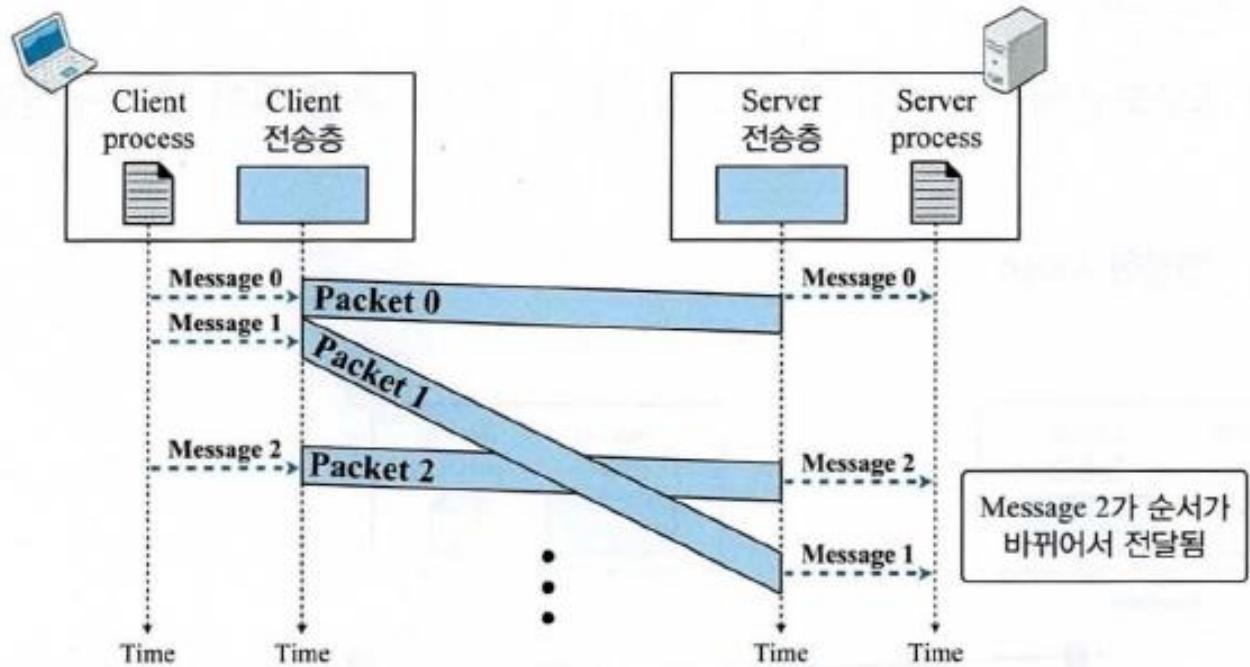 Client
process
Client
전송층
Server
전송층
Server
process
Message 0
Packet 0
Message 0
Message 1
Packet 1
Message 2
Packet 2
Message 2
Message 1
Message 2가 순서가
바뀌어서 전달됨
Time
Time
Time
Time